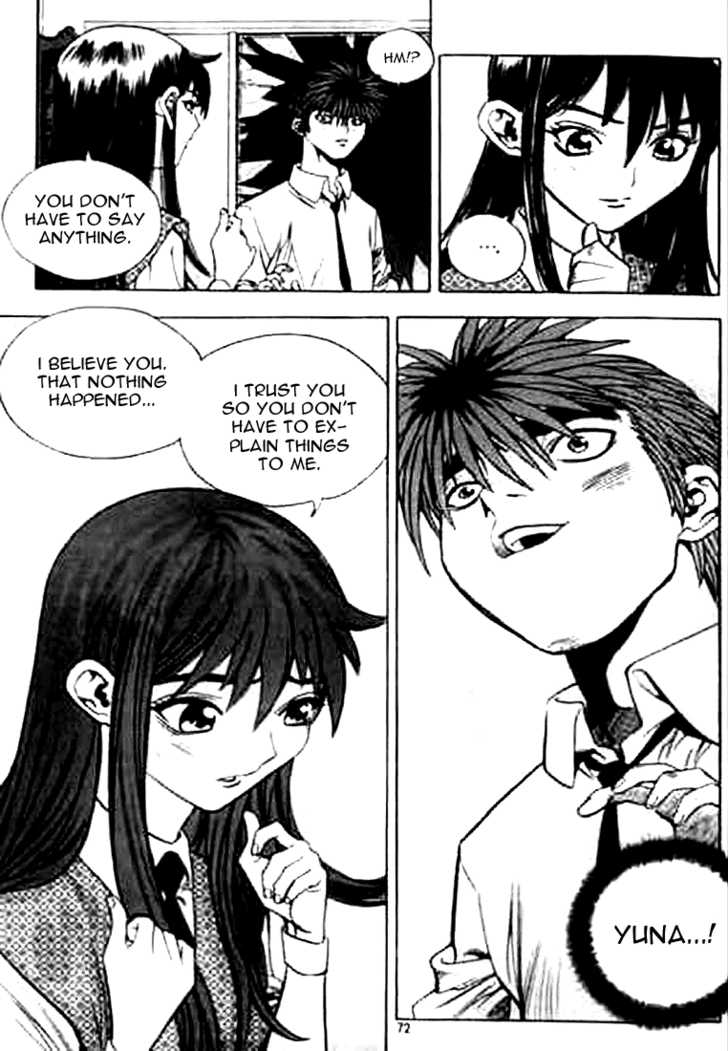 HM!?
YOU DON'T
HAVE TO SAY
ANYTHING.
...
I BELIEVE YOU.
THAT NOTHING
HAPPENED...
I TRUST YOU
SO YOU DON'T
HAVE TO EX-
PLAIN THINGS
TO ME.
YUNA...!
72